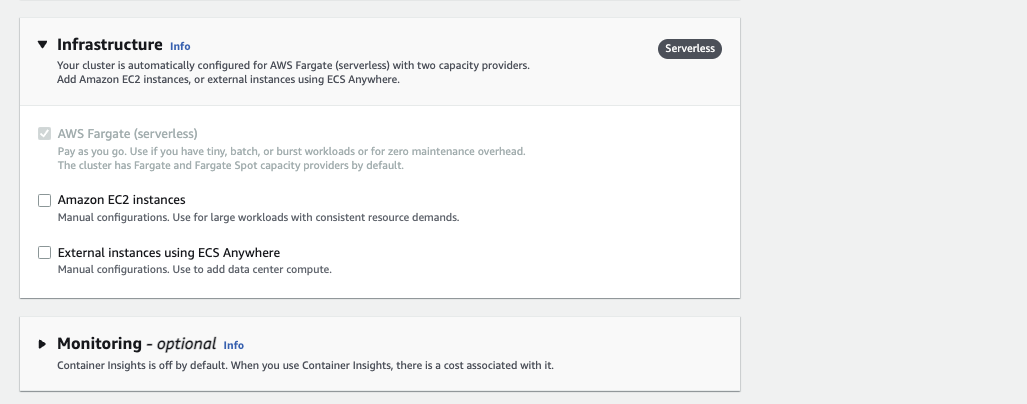 Infrastructure Info
Serverless
Your cluster is automatically configured for AWS Fargate (serverless) with two capacity providers.
Add Amazon EC2 instances, or external instances using ECS Anywhere.
AWS Fargate (serverless)
Pay as you go. Use if you have tiny, batch, or burst workloads or for zero maintenance overhead.
The cluster has Fargate and Fargate Spot capacity providers by default.
Amazon EC2 instances
Manual configurations. Use for large workloads with consistent resource demands.
External instances using ECS Anywhere
Manual configurations. Use to add data center compute.
Monitoring - optional Info
Container Insights is off by default. When you use Container Insights, there is a cost associated with it.